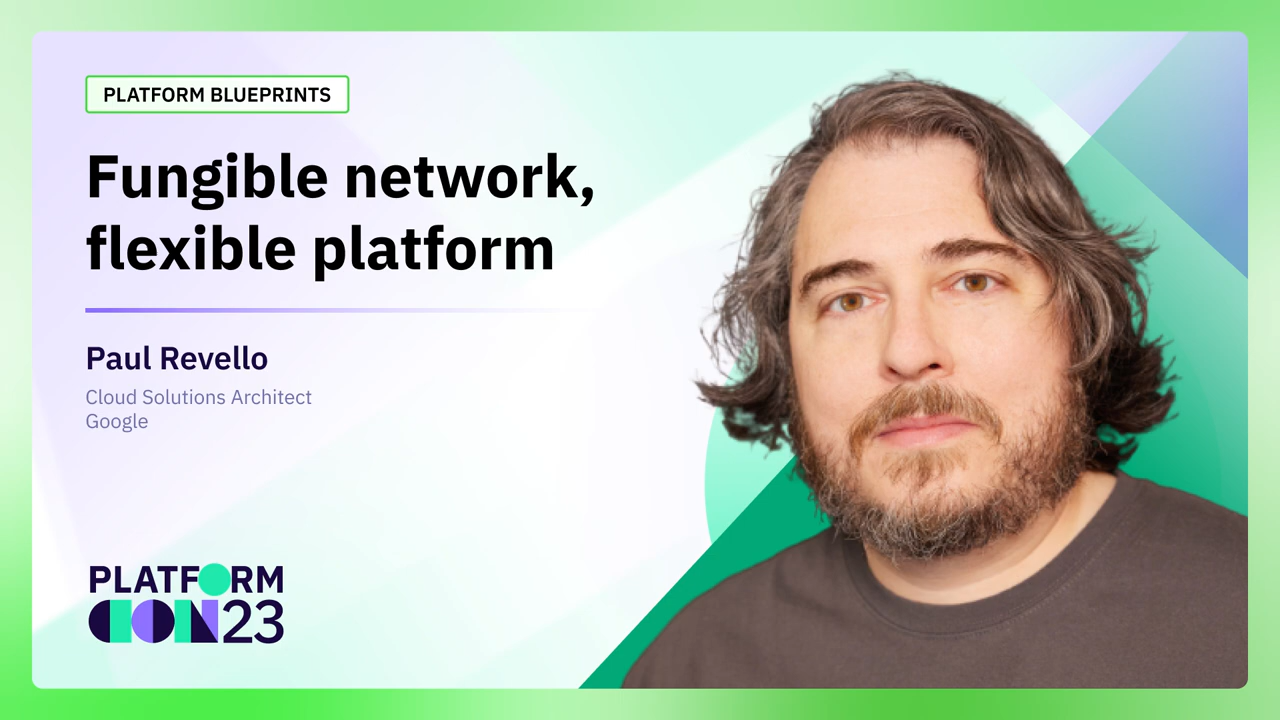 PLATFORM BLUEPRINTS
Fungible network,
flexible platform
Paul Revello
Cloud Solutions Architect
Google
PLATFORM
CON23